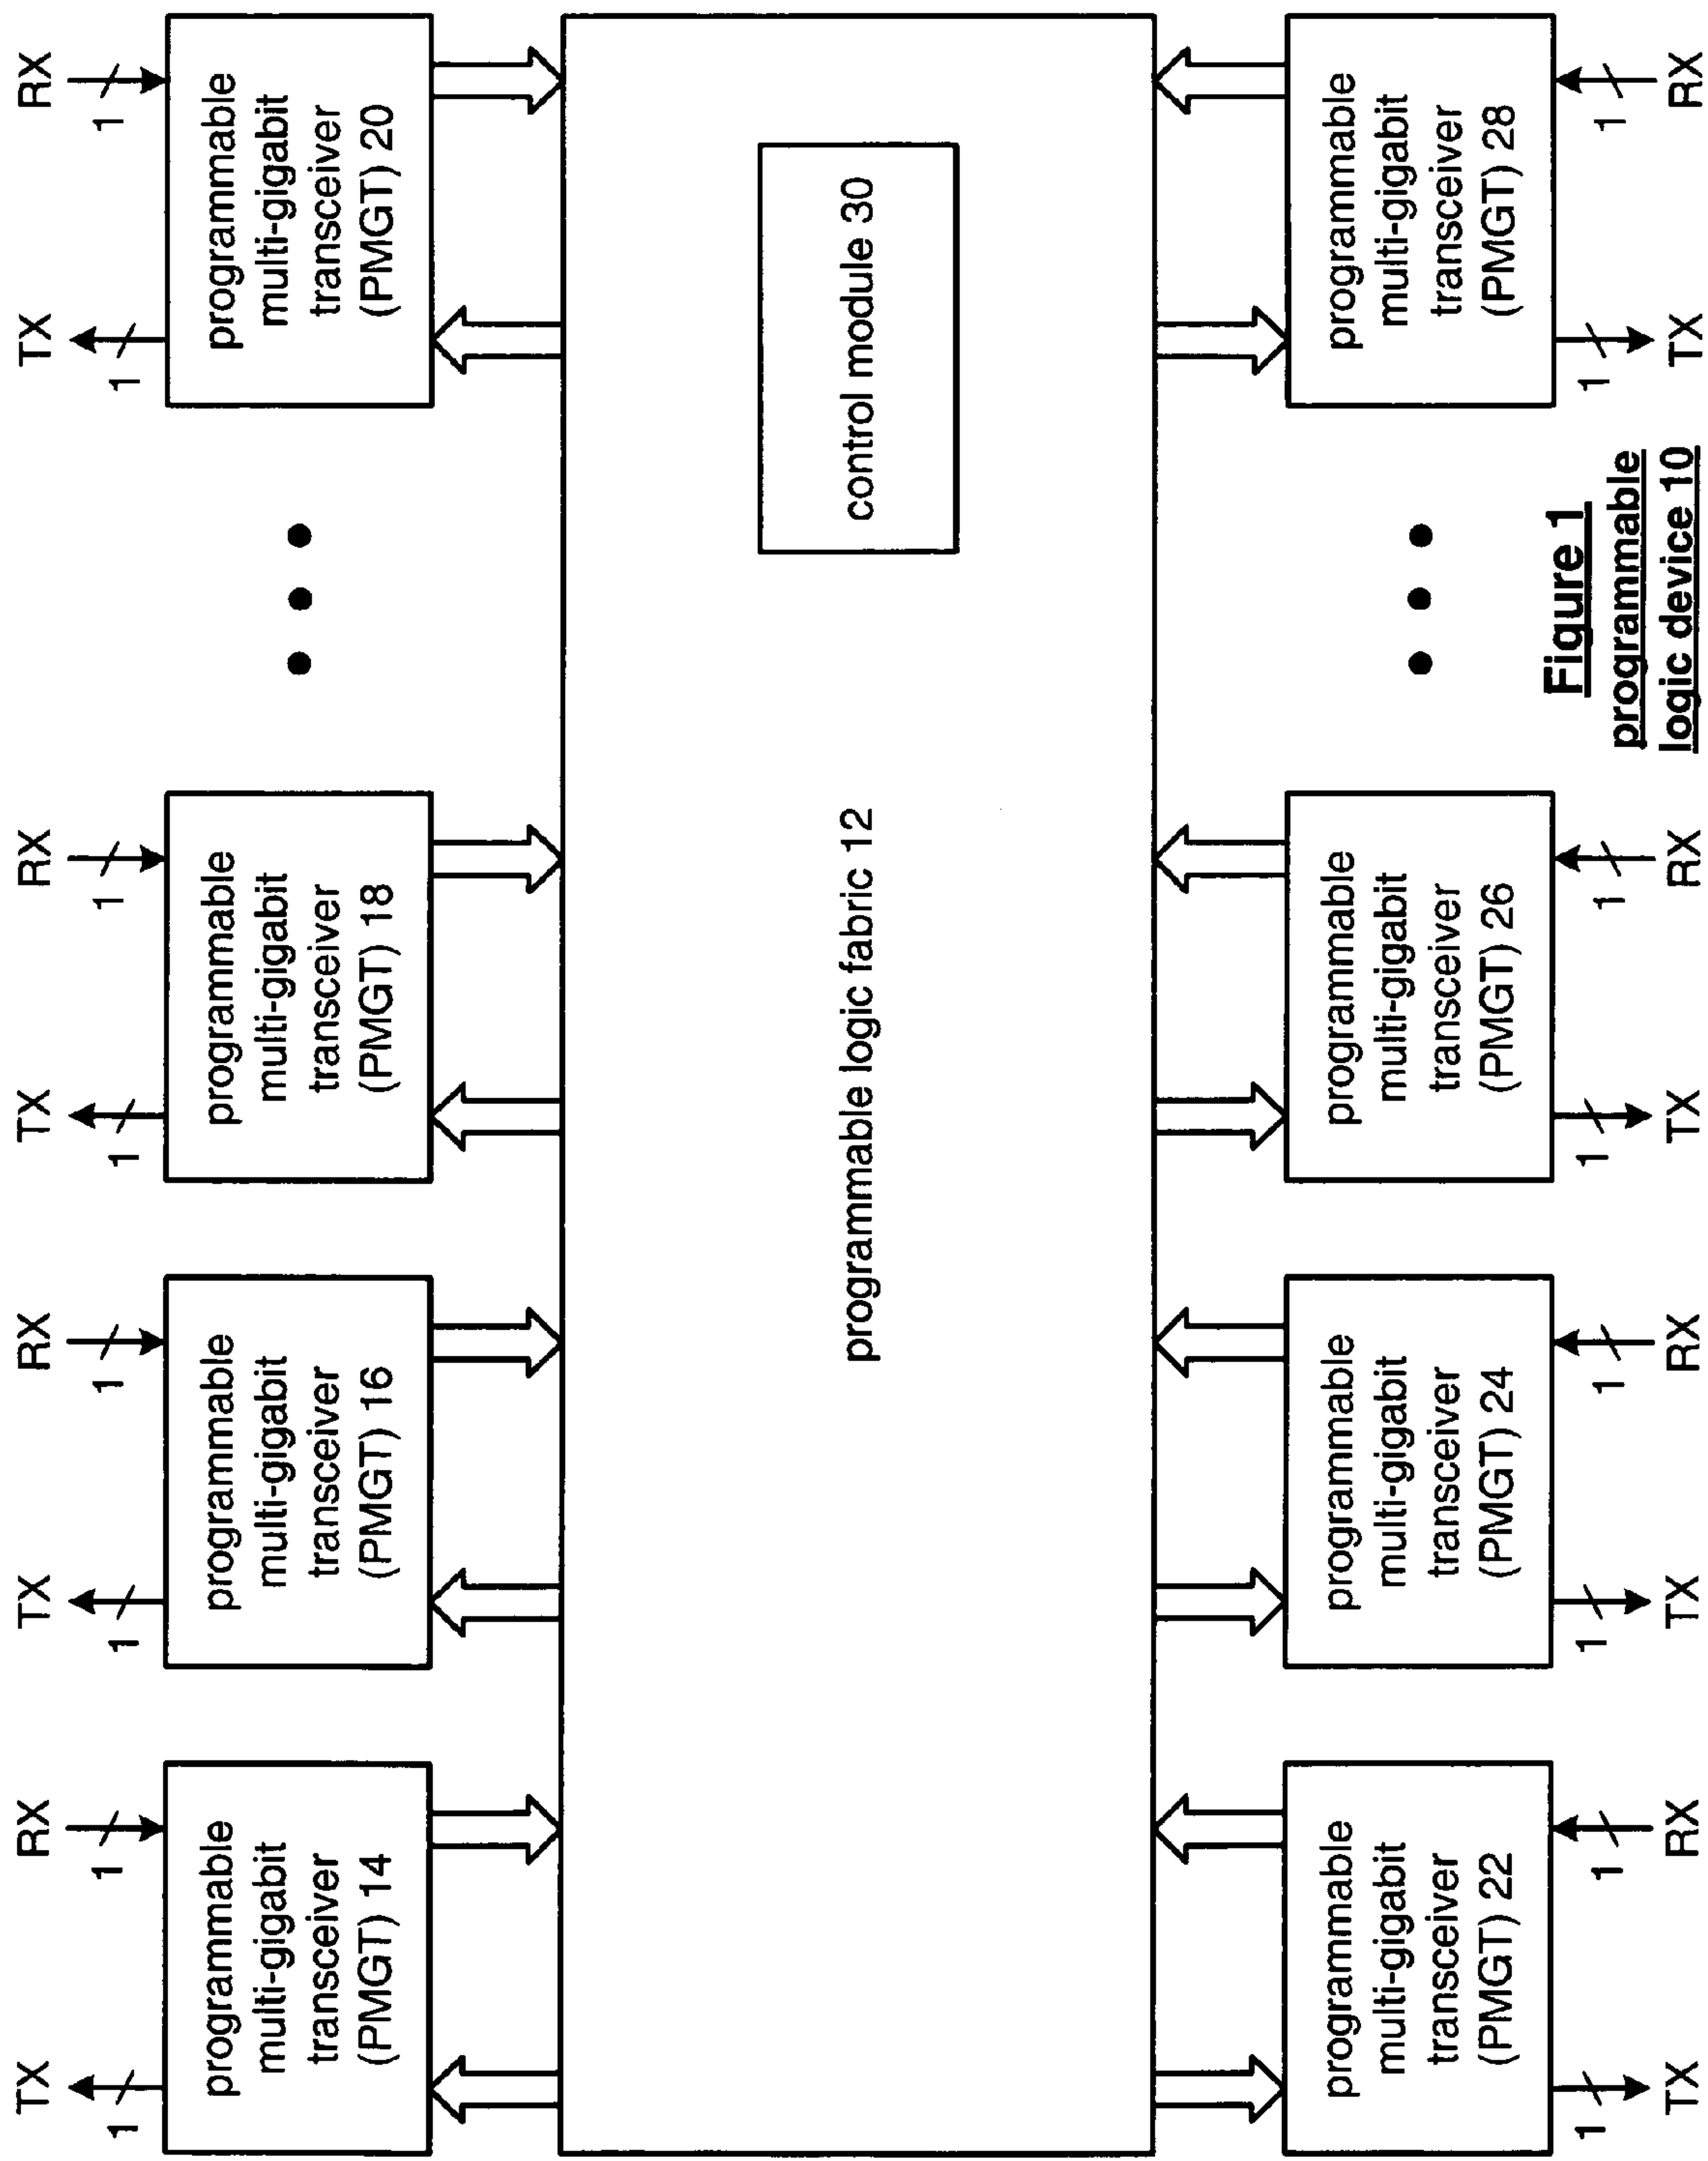 TX
RX
TX
RX
TX
RX
TX
RX
1
1
1
1
1
1
1
1
programmable
multi-gigabit
transceiver
(PMGT) 14
programmable
multi-gigabit
transceiver
(PMGT) 16
programmable
multi-gigabit
transceiver
(PMGT) 18
programmable
multi-gigabit
transceiver
(PMGT) 20
programmable logic fabric 12
control module 30
programmable
multi-gigabit
transceiver
(PMGT) 22
programmable
multi-gigabit
transceiver
(PMGT) 24
programmable
multi-gigabit
transceiver
(PMGT) 26
programmable
multi-gigabit
transceiver
(PMGT) 28
1
1
1
1
1
1
1
1
TX
RX
TX
RX
TX
RX
TX
RX
Figure 1
programmable
logic device 10